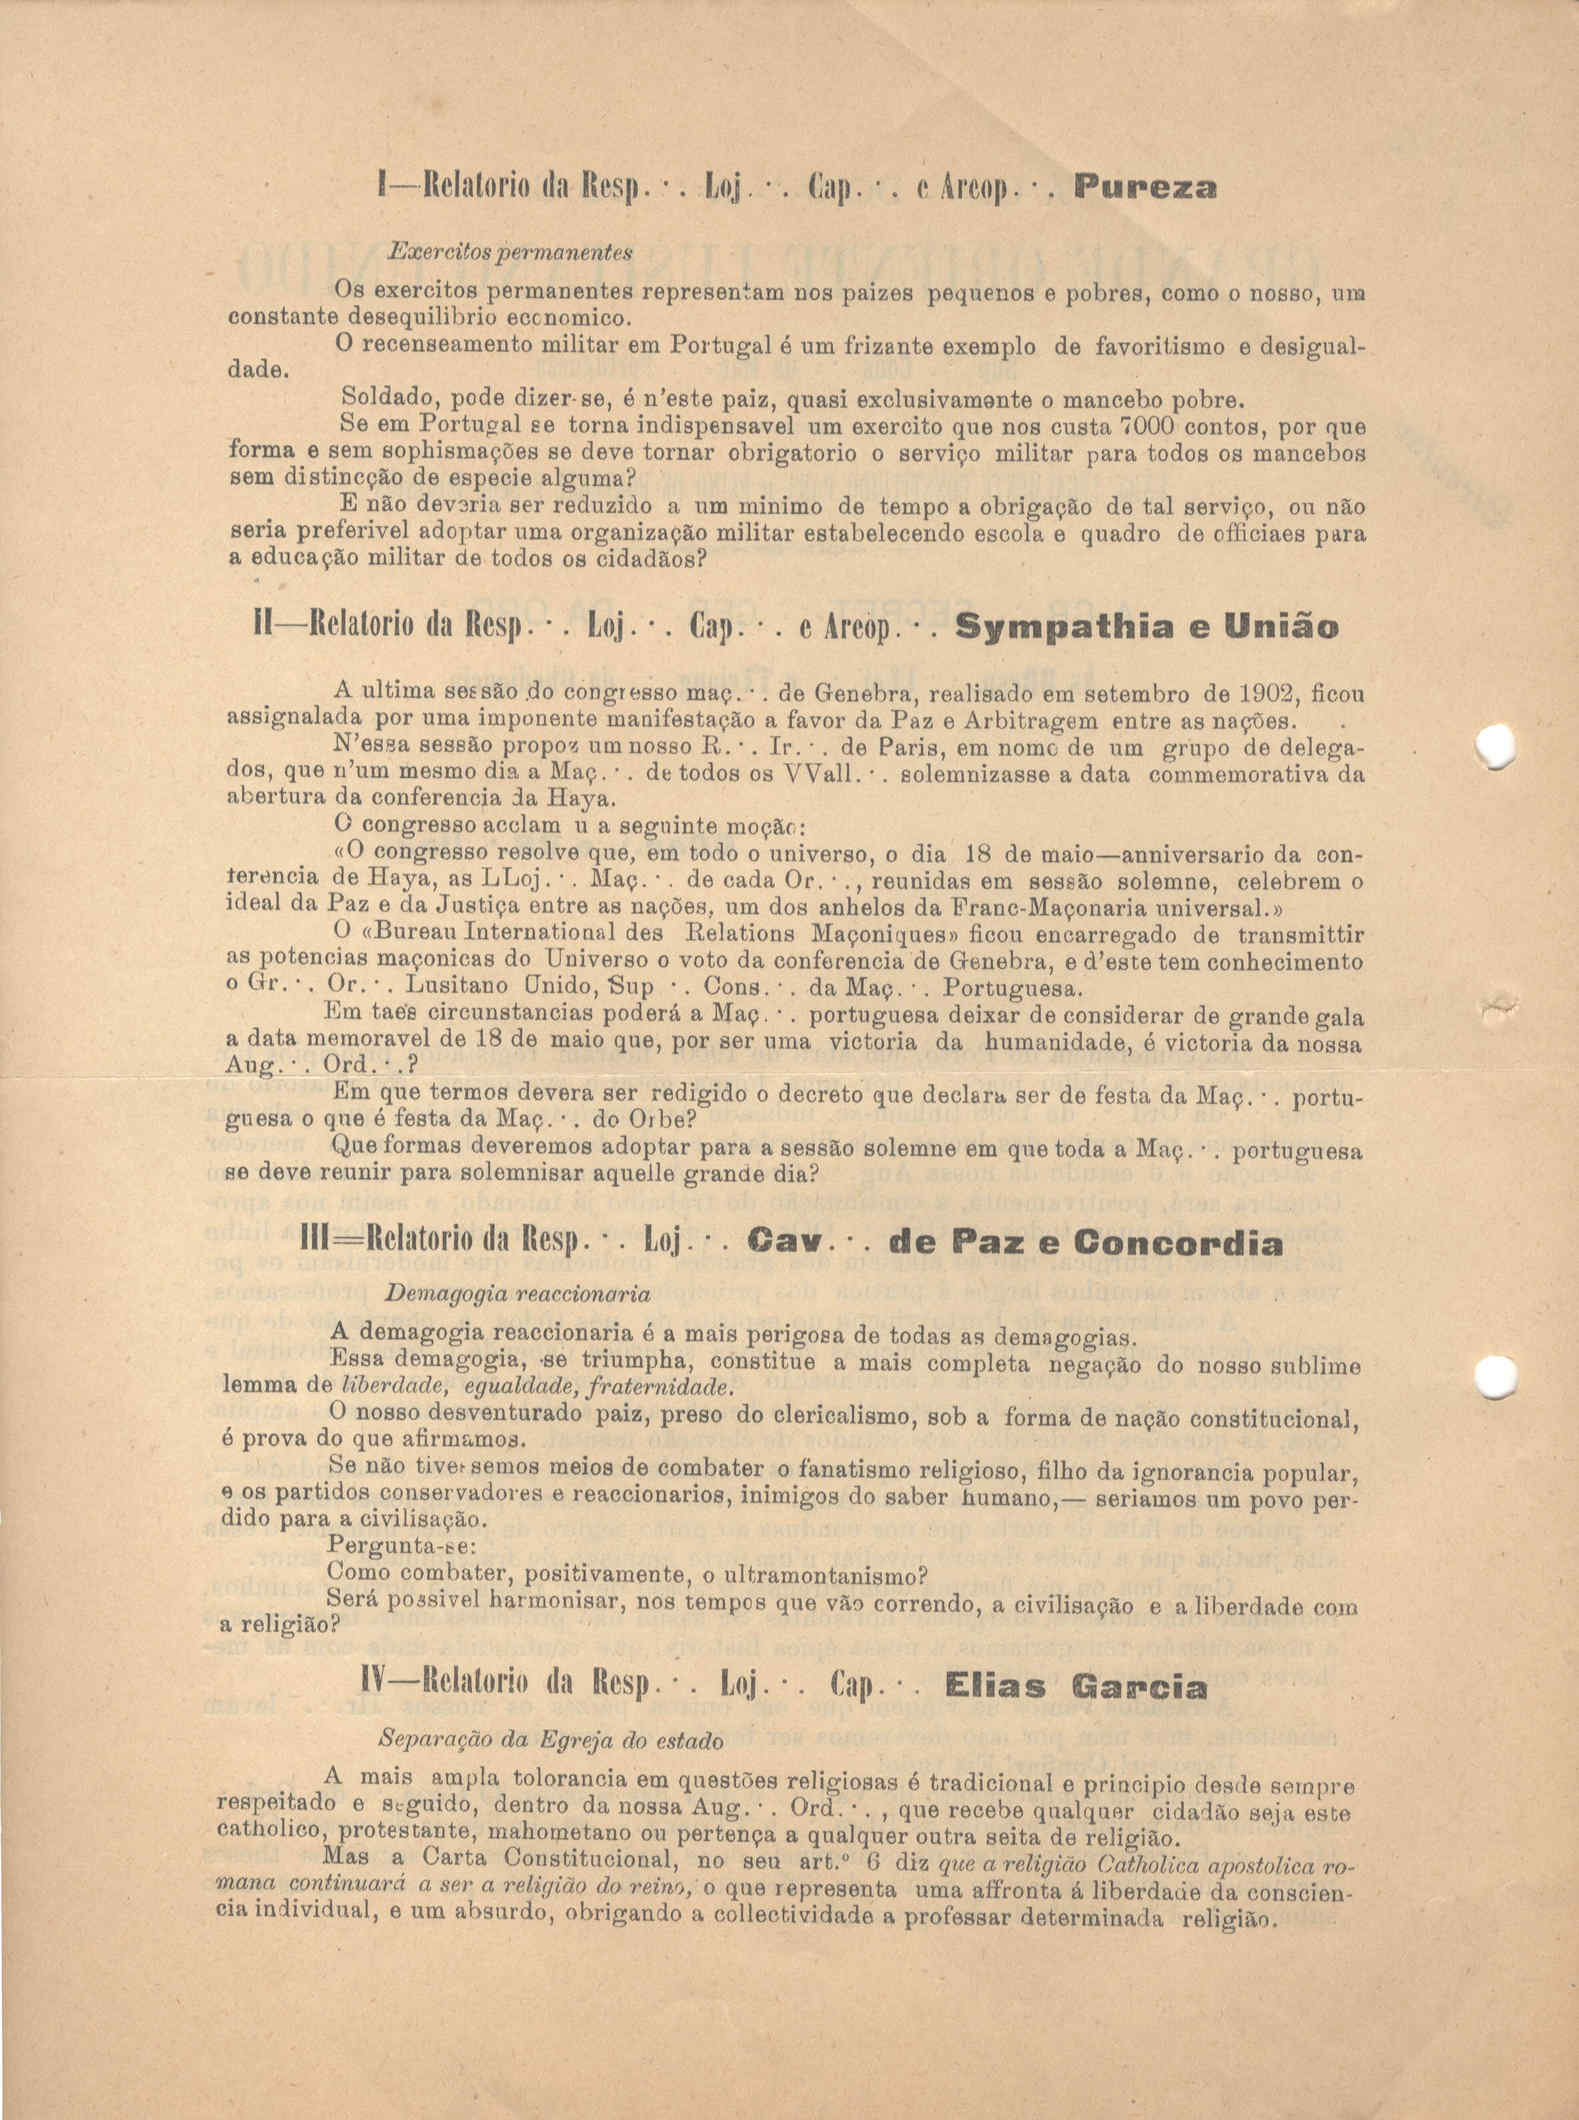 I—Relatorio da Resp.·. Loj.·. Cap.·. e Areop.·. Pureza
Exercitos permanentes
Os exercitos permanentes representam nos paizes pequenos e pobres, como o nosso, um
constante desequilibrio economico.
O recenseamento militar em Portugal é um frizante exemplo de favoritismo e desigual-
dade.
Soldado, pode dizer-se, é n'este paiz, quasi exclusivamente o mancebo pobre.
Se em Portugal se torna indispensavel um exercito que nos custa 7000 contos, por que
forma e sem sophismações se deve tornar obrigatorio o serviço militar para todos os mancebos
sem distincção de especie alguma?
E não deveria ser reduzido a um minimo de tempo a obrigação de tal serviço, ou não
seria preferivel adoptar uma organização militar estabelecendo escola e quadro de officiaes para
a educação militar de todos os cidadãos?
II—Relatorio da Resp.·. Loj.·. Cap.·. e Areop.·. Sympathia e União
A ultima sessão do congresso maç.·. de Genebra, realisado em setembro de 1902, ficou
assignalada por uma imponente manifestação a favor da Paz e Arbitragem entre as nações.
N'essa sessão propoz um nosso R.·. Ir.·. de Paris, em nome de um grupo de delega-
dos, que n'um mesmo dia a Maç.·. de todos os VVall.·. solemnizasse a data commemorativa da
abertura da conferencia da Haya.
O congresso acclam u a seguinte moção:
«O congresso resolve que, em todo o universo, o dia 18 de maio—anniversario da con-
ferencia de Haya, as LLoj.·. Maç.·. de cada Or.·., reunidas em sessão solemne, celebrem o
ideal da Paz e da Justiça entre as nações, um dos anhelos da Franc-Maçonaria universal.»
O «Bureau International des Relations Maçoniques» ficou encarregado de transmittir
as potencias maçonicas do Universo o voto da conferencia de Genebra, e d'este tem conhecimento
o Gr.·. Or.·. Lusitano Unido, Sup ·. Cons.·. da Maç.·. Portuguesa.
Em taes circunstancias poderá a Maç.·. portuguesa deixar de considerar de grande gala
a data memoravel de 18 de maio que, por ser uma victoria da humanidade, é victoria da nossa
Aug.·. Ord.·.?
Em que termos devera ser redigido o decreto que declara ser de festa da Maç.·. portu-
guesa o que é festa da Maç.·. do Orbe?
Que formas deveremos adoptar para a sessão solemne em que toda a Maç.·. portuguesa
se deve reunir para solemnisar aquelle grande dia?
III=Relatorio da Resp.·. Loj.·. Cav.·. de Paz e Concordia
Demagogia reaccionaria
A demagogia reaccionaria é a mais perigosa de todas as demagogias.
Essa demagogia, se triumpha, constitue a mais completa negação do nosso sublime
lemma de liberdade, egualdade, fraternidade.
O nosso desventurado paiz, preso do clericalismo, sob a forma de nação constitucional,
é prova do que afirmamos.
Se não tivessemos meios de combater o fanatismo religioso, filho da ignorancia popular,
e os partidos conservadores e reaccionarios, inimigos do saber humano,— seriamos um povo per-
dido para a civilisação.
Pergunta-se:
Como combater, positivamente, o ultramontanismo?
Será possivel harmonisar, nos tempos que vão correndo, a civilisação e a liberdade com
a religião?
IV—Relatorio da Resp.·. Loj.·. Cap.·. Elias Garcia
Separação da Egreja do estado
A mais ampla tolorancia em questões religiosas é tradicional e principio desde sempre
respeitado e seguido, dentro da nossa Aug.·. Ord.·. , que recebe qualquer cidadão seja este
catholico, protestante, mahometano ou pertença a qualquer outra seita de religião.
Mas a Carta Constitucional, no seu art.º 6 diz que a religião Catholica apostolica ro-
mana continuará a ser a religião do reino, o que representa uma affronta á liberdade da conscien-
cia individual, e um absurdo, obrigando a collectividade a professar determinada religião.